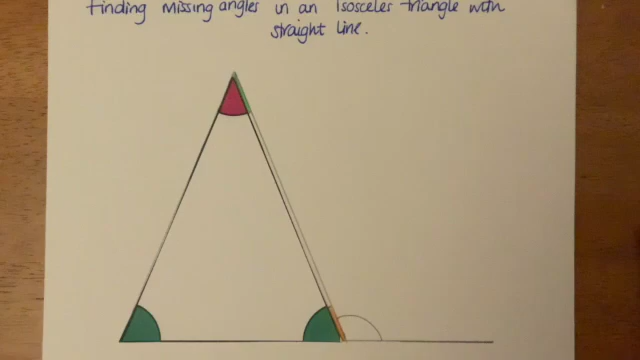 Finding missing angles in an Isosceles triangle with
straight line.